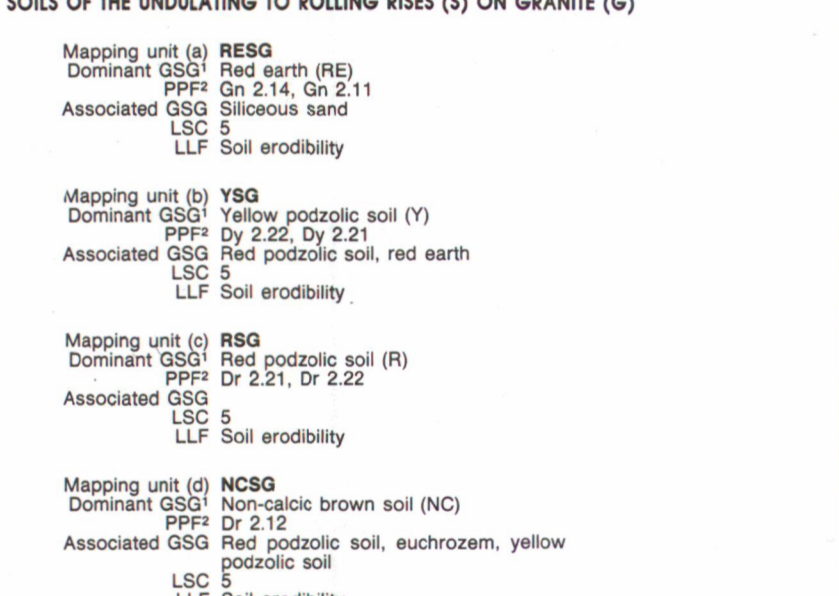 SOILS OF THE UNDULATING TO ROLLING RISES (S) ON GRANITE (G)
Mapping unit (a) RESG
Dominant GSG¹ Red earth (RE)
PPF² Gn 2.14, Gn 2.11
Associated GSG Siliceous sand
LSC 5
LLF Soil erodibility
Mapping unit (b) YSG
Dominant GSG¹ Yellow podzolic soil (Y)
PPF² Dy 2.22, Dy 2.21
Associated GSG Red podzolic soil, red earth
LSC 5
LLF Soil erodibility
Mapping unit (c) RSG
Dominant GSG¹ Red podzolic soil (R)
PPF² Dr 2.21, Dr 2.22
Associated GSG
LSC 5
LLF Soil erodibility
Mapping unit (d) NCSG
Dominant GSG¹ Non-calcic brown soil (NC)
PPF² Dr 2.12
Associated GSG Red podzolic soil, euchrozem, yellow
podzolic soil
LSC 5
LLF Soil erodibility